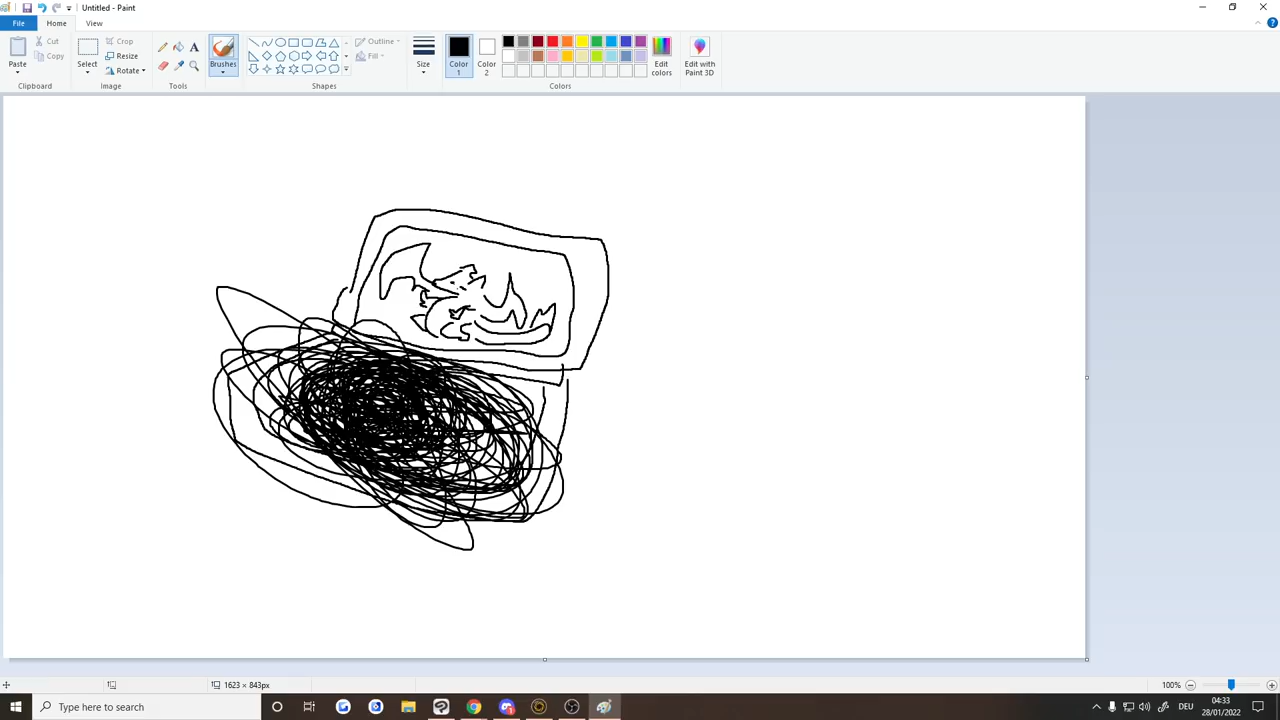 Untitled - Paint
File Home View
Paste Cut Copy Clipboard
Select Crop Resize Rotate Image
Tools
Brushes
Outline Fill Shapes
Size
Color 1 Color 2 Edit colors Edit with Paint 3D Colors
1623 × 843px 100%
Type here to search DEU 04:33 28/01/2022